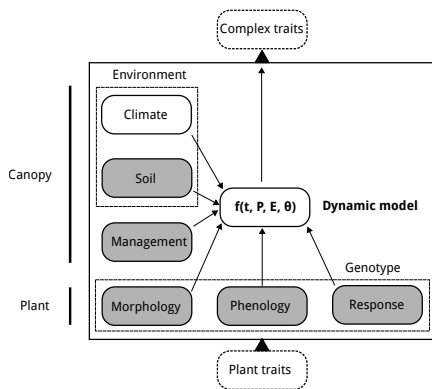 Complex traits
Environment
Climate
Canopy
Soil
f(t, P, E, θ)
Dynamic model
Management
Genotype
Plant
Morphology
Phenology
Response
Plant traits